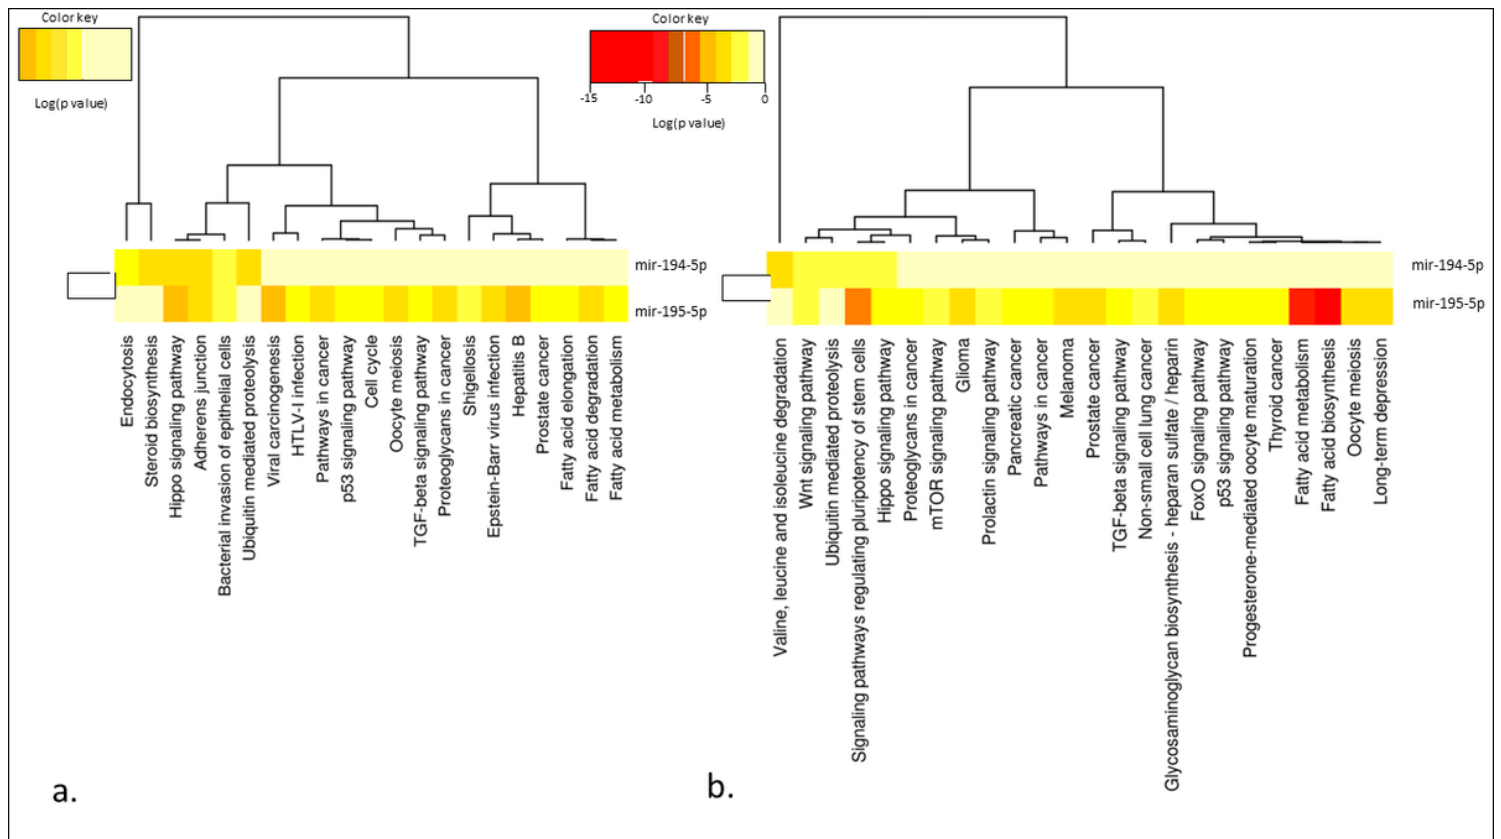 Color key
Log(p value)
mir-194-5p
mir-195-5p
Endocytosis
Steroid biosynthesis
Hippo signaling pathway
Adherens junction
Bacterial invasion of epithelial cells
Ubiquitin mediated proteolysis
Viral carcinogenesis
HTLV-I infection
Pathways in cancer
p53 signaling pathway
Cell cycle
Oocyte meiosis
TGF-beta signaling pathway
Proteoglycans in cancer
Shigellosis
Epstein-Barr virus infection
Hepatitis B
Prostate cancer
Fatty acid elongation
Fatty acid degradation
Fatty acid metabolism
a.
Color key
-15 -10 -5 0
Log(p value)
mir-194-5p
mir-195-5p
Valine, leucine and isoleucine degradation
Wnt signaling pathway
Ubiquitin mediated proteolysis
Signaling pathways regulating pluripotency of stem cells
Hippo signaling pathway
Proteoglycans in cancer
mTOR signaling pathway
Glioma
Prolactin signaling pathway
Pancreatic cancer
Pathways in cancer
Melanoma
Prostate cancer
TGF-beta signaling pathway
Non-small cell lung cancer
Glycosaminoglycan biosynthesis - heparan sulfate / heparin
FoxO signaling pathway
p53 signaling pathway
Progesterone-mediated oocyte maturation
Thyroid cancer
Fatty acid metabolism
Fatty acid biosynthesis
Oocyte meiosis
Long-term depression
b.